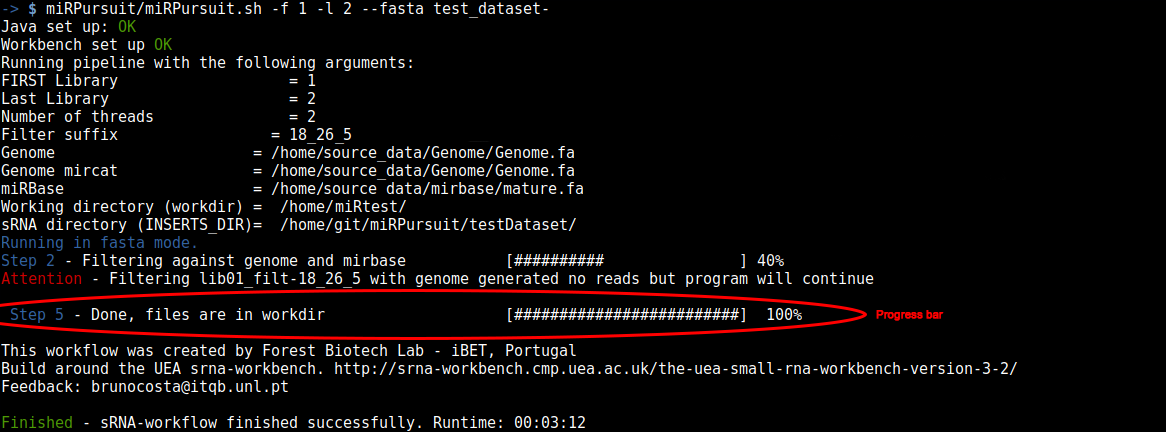 -> $ miRPursuit/miRPursuit.sh -f 1 -l 2 --fasta test_dataset-
Java set up: OK
Workbench set up OK
Running pipeline with the following arguments:
FIRST Library = 1
Last Library = 2
Number of threads = 2
Filter suffix = 18_26_5
Genome = /home/source_data/Genome/Genome.fa
Genome mircat = /home/source_data/Genome/Genome.fa
miRBase = /home/source_data/mirbase/mature.fa
Working directory (workdir) = /home/miRtest/
sRNA directory (INSERTS_DIR)= /home/git/miRPursuit/testDataset/
Running in fasta mode.
Step 2 - Filtering against genome and mirbase [########## ] 40%
Attention - Filtering lib01_filt-18_26_5 with genome generated no reads but program will continue
Step 5 - Done, files are in workdir [#########################] 100%
Progress bar
This workflow was created by Forest Biotech Lab - iBET, Portugal
Build around the UEA srna-workbench. http://srna-workbench.cmp.uea.ac.uk/the-uea-small-rna-workbench-version-3-2/
Feedback: brunocosta@itqb.unl.pt
Finished - sRNA-workflow finished successfully. Runtime: 00:03:12